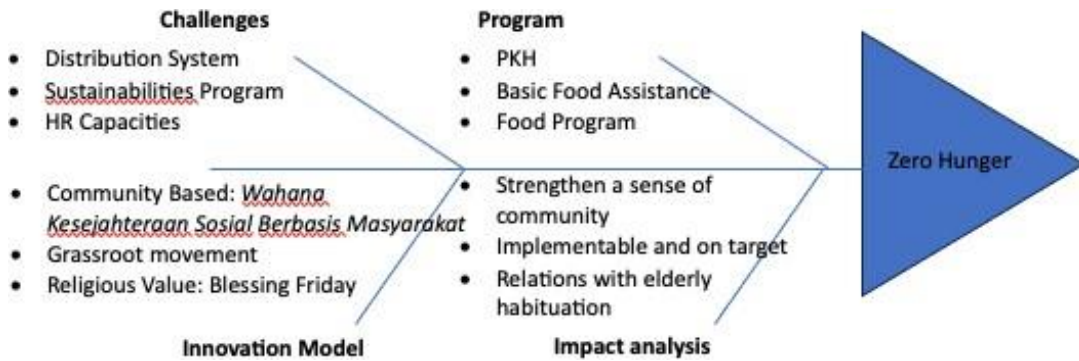 Challenges
• Distribution System
• Sustainabilities Program
• HR Capacities
Program
• PKH
• Basic Food Assistance
• Food Program
Zero Hunger
• Community Based: Wahana
Kesejahteraan Sosial Berbasis Masyarakat
• Grassroot movement
• Religious Value: Blessing Friday
Innovation Model
• Strengthen a sense of
community
• Implementable and on target
• Relations with elderly
habituation
Impact analysis